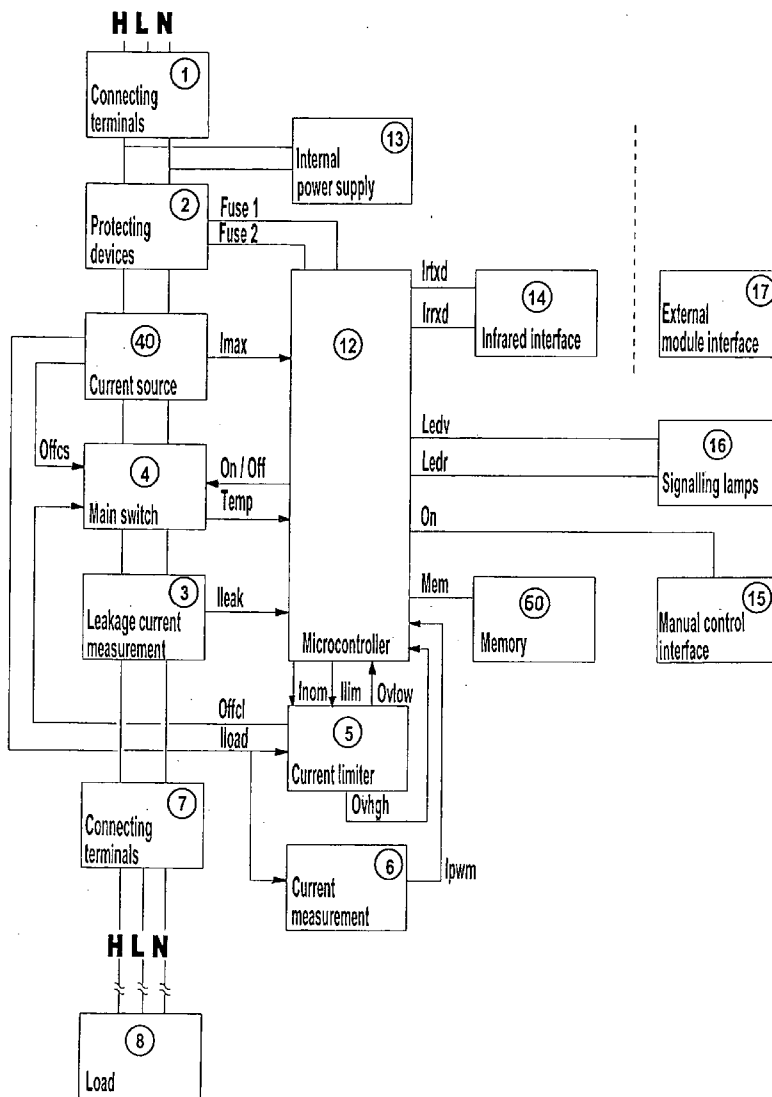 H L N
1
Connecting
terminals
13
Internal
power supply
2
Protecting
devices
Fuse 1
Fuse 2
Irtxd
Irrxd
14
Infrared interface
17
External
module interface
40
Current source
Imax
12
Ledv
Ledr
16
Signalling lamps
Offcs
4
Main switch
On / Off
Temp
On
15
Manual control
interface
3
Leakage current
measurement
Ileak
Mem
60
Memory
Microcontroller
Inom
Ilim
Ovlow
Offcl
Iload
5
Current limiter
Ovhgh
7
Connecting
terminals
6
Current
measurement
Ipwm
H L N
8
Load